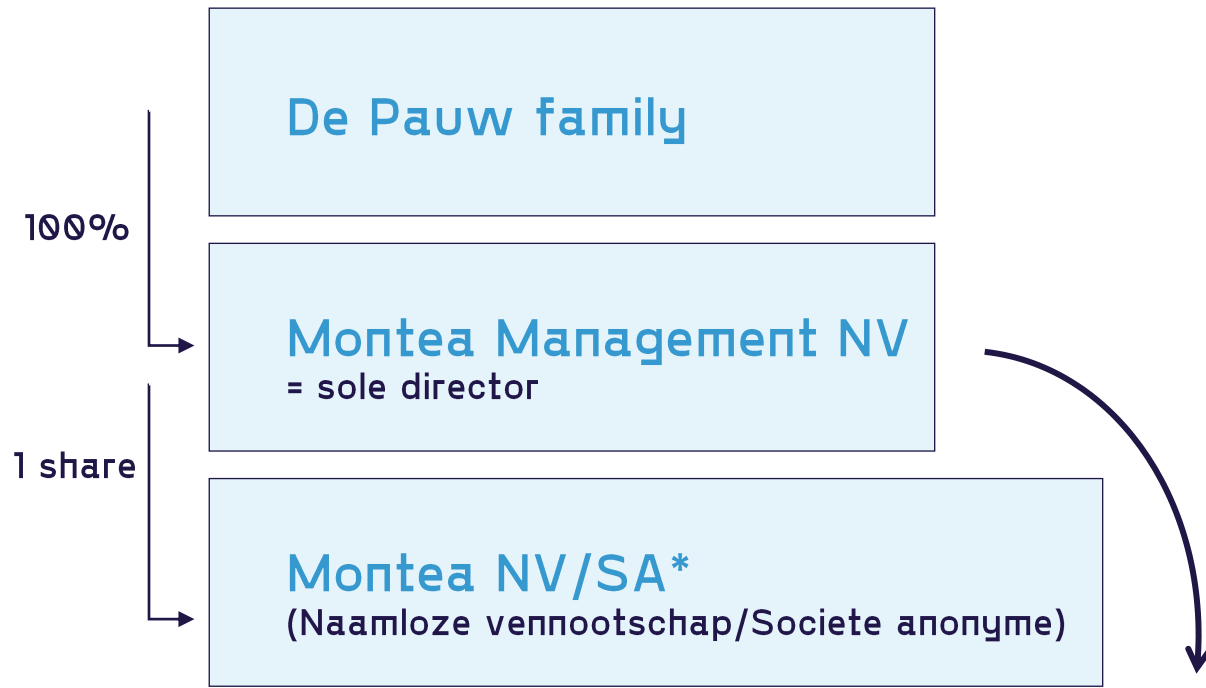 De Pauw family
100%
Montea Management NV
= sole director
1 share
Montea NV/SA*
(Naamloze vennootschap/Societe anonyme)